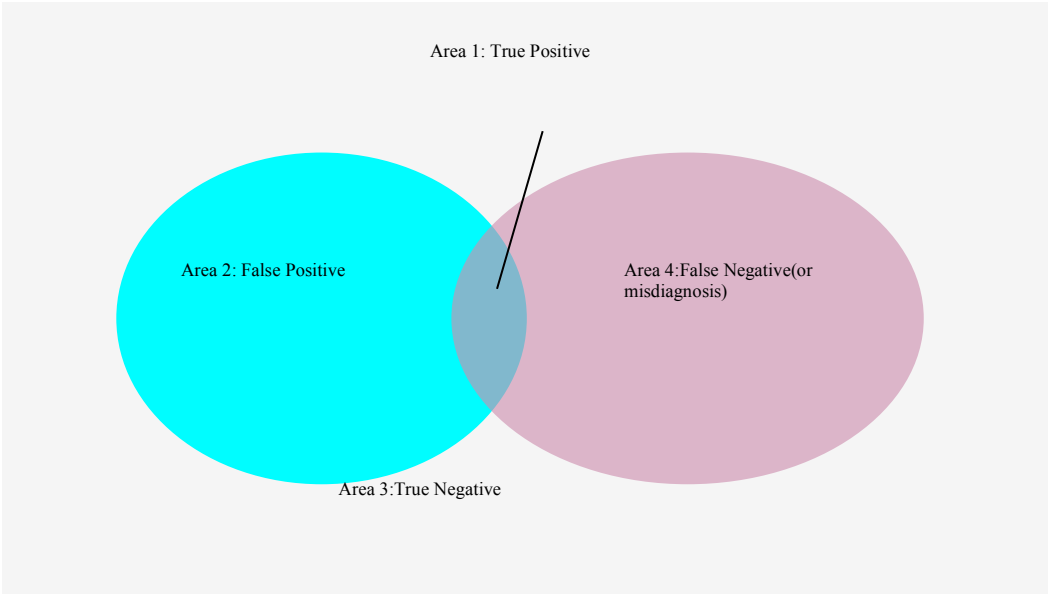 Area 1: True Positive
Area 2: False Positive
Area 4:False Negative(or
misdiagnosis)
Area 3:True Negative